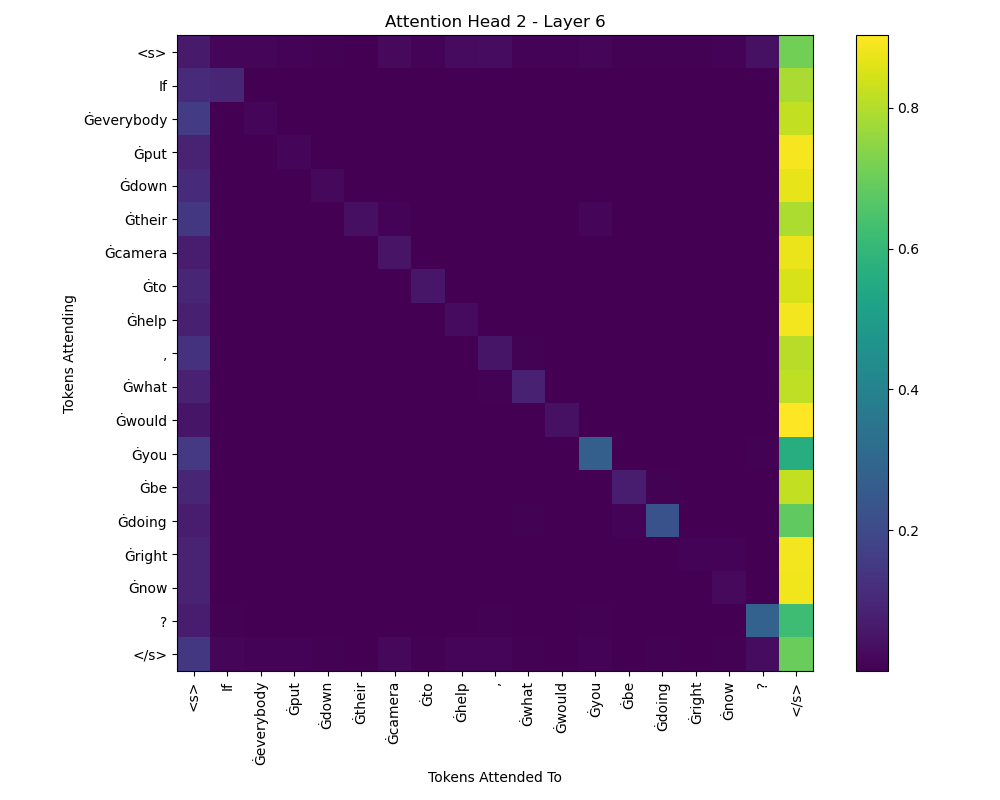 Attention Head 2 - Layer 6
Tokens Attending
<s>
If
Ġeverybody
Ġput
Ġdown
Ġtheir
Ġcamera
Ġto
Ġhelp
,
Ġwhat
Ġwould
Ġyou
Ġbe
Ġdoing
Ġright
Ġnow
?
</s>
<s>
If
Ġeverybody
Ġput
Ġdown
Ġtheir
Ġcamera
Ġto
Ġhelp
,
Ġwhat
Ġwould
Ġyou
Ġbe
Ġdoing
Ġright
Ġnow
?
</s>
Tokens Attended To
0.8
0.6
0.4
0.2